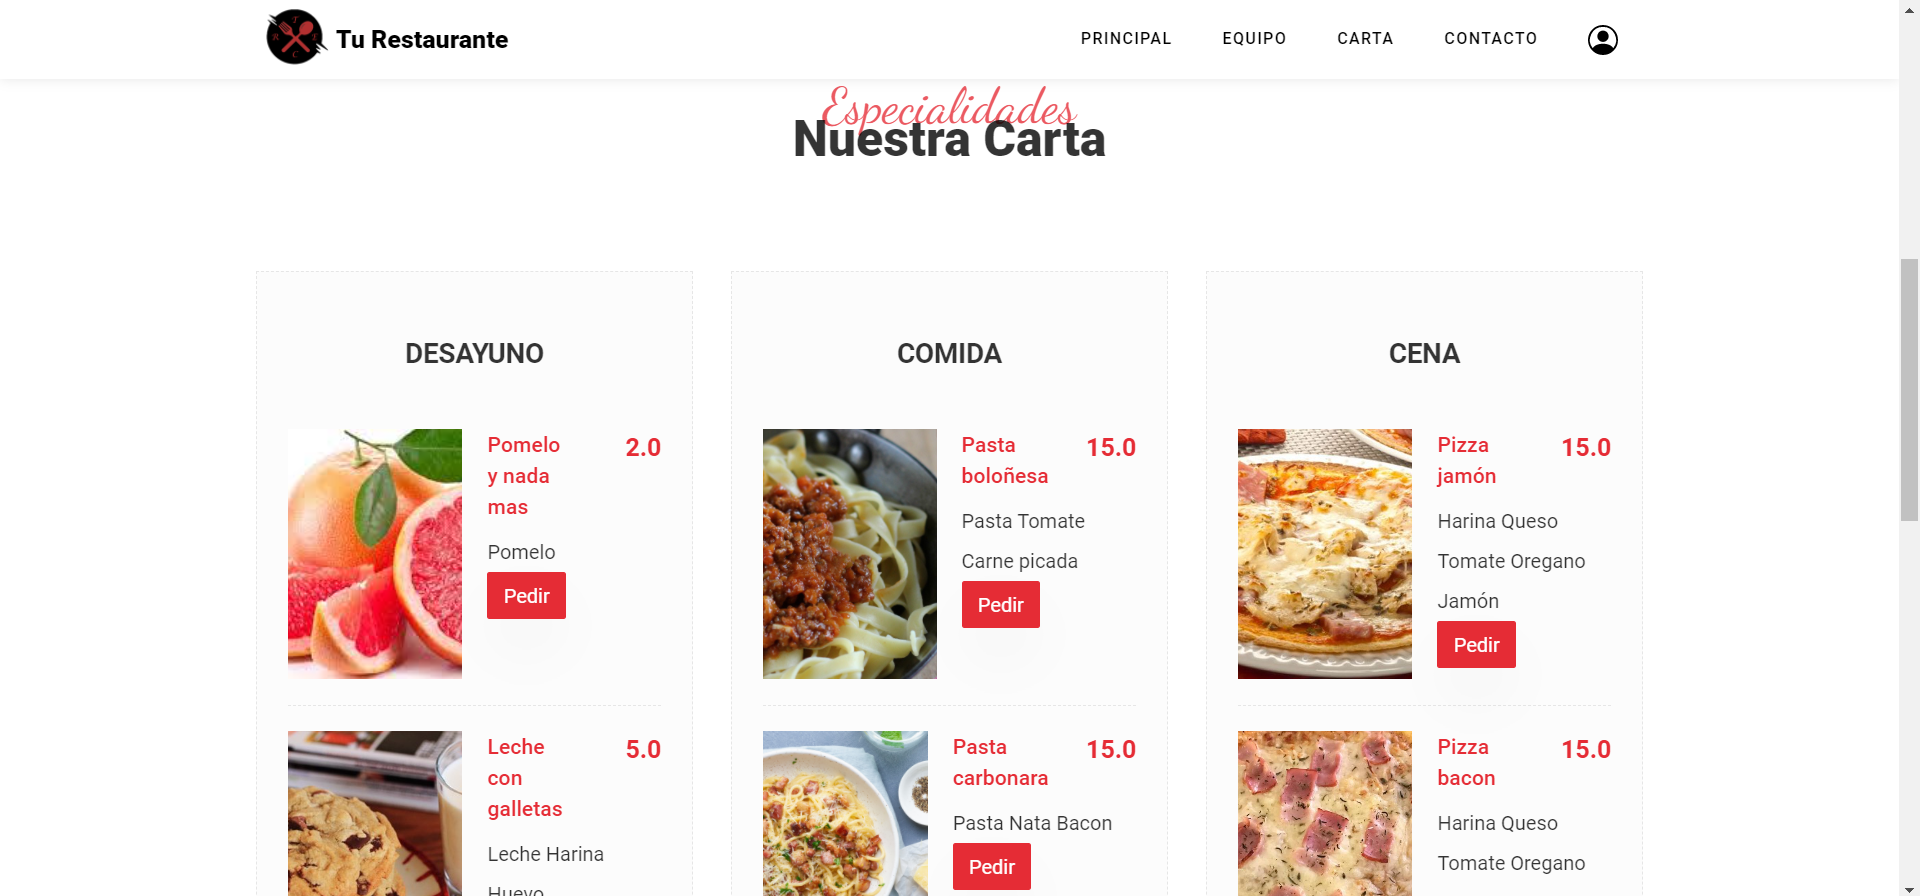 Tu Restaurante
PRINCIPAL
EQUIPO
CARTA
CONTACTO
Especialidades
Nuestra Carta
DESAYUNO
Pomelo
y nada
mas
2.0
Pomelo
Pedir
Leche
con
galletas
5.0
Leche Harina
Huevo
COMIDA
Pasta
boloñesa
15.0
Pasta Tomate
Carne picada
Pedir
Pasta
carbonara
15.0
Pasta Nata Bacon
Pedir
CENA
Pizza
jamón
15.0
Harina Queso
Tomate Oregano
Jamón
Pedir
Pizza
bacon
15.0
Harina Queso
Tomate Oregano